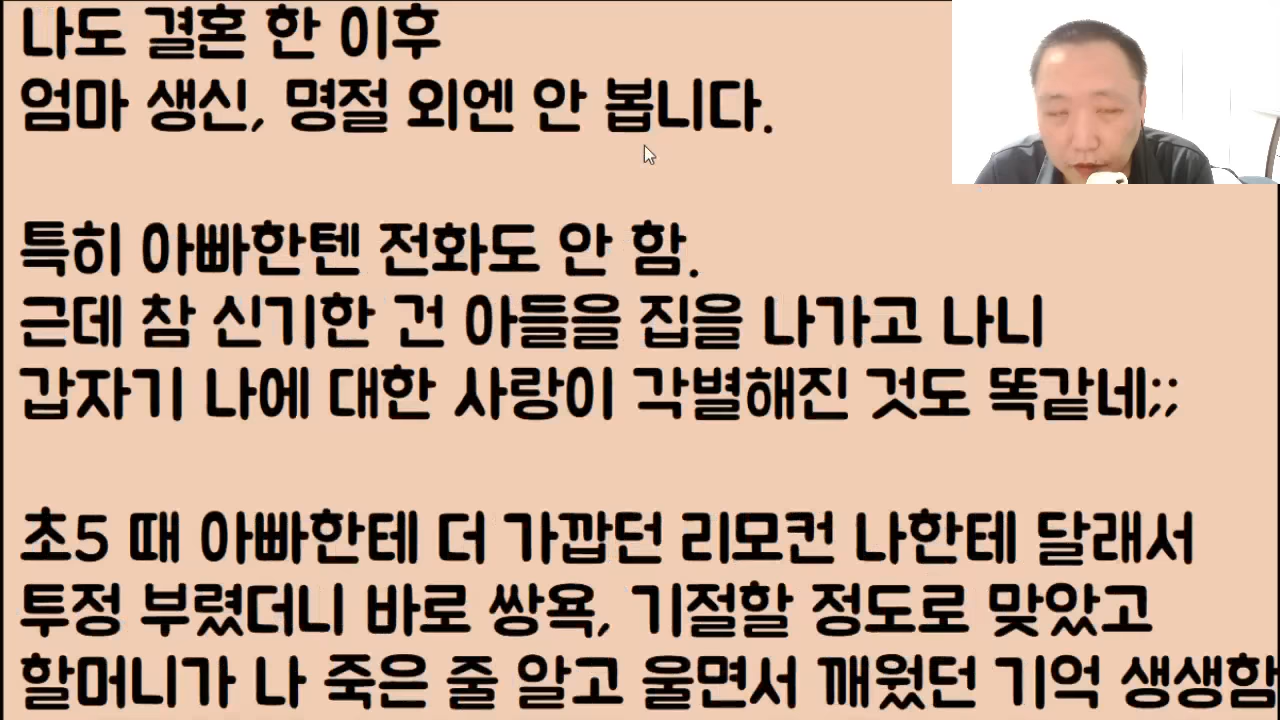 나도 결혼 한 이후
엄마 생신, 명절 외엔 안 봅니다.
특히 아빠한텐 전화도 안 함.
근데 참 신기한 건 아들을 집을 나가고 나니
갑자기 나에 대한 사랑이 각별해진 것도 똑같네;;
초5 때 아빠한테 더 가깝던 리모컨 나한테 달래서
투정 부렸더니 바로 쌍욕, 기절할 정도로 맞았고
할머니가 나 죽은 줄 알고 울면서 깨웠던 기억 생생함